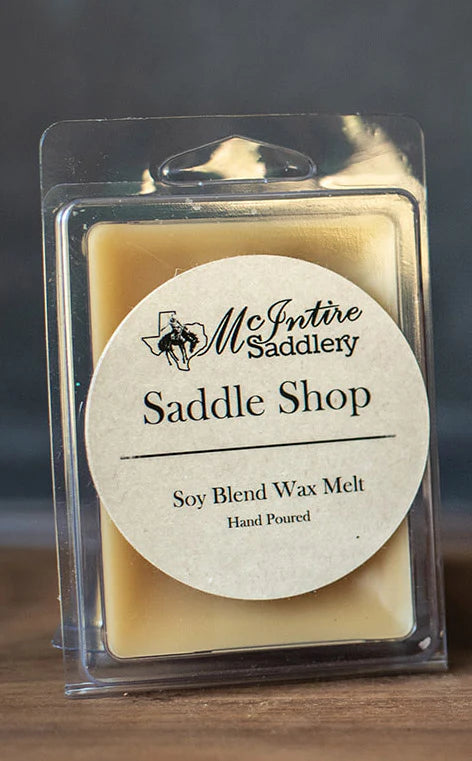 McIntire
Saddlery
Saddle Shop
Soy Blend Wax Melt
Hand Poured